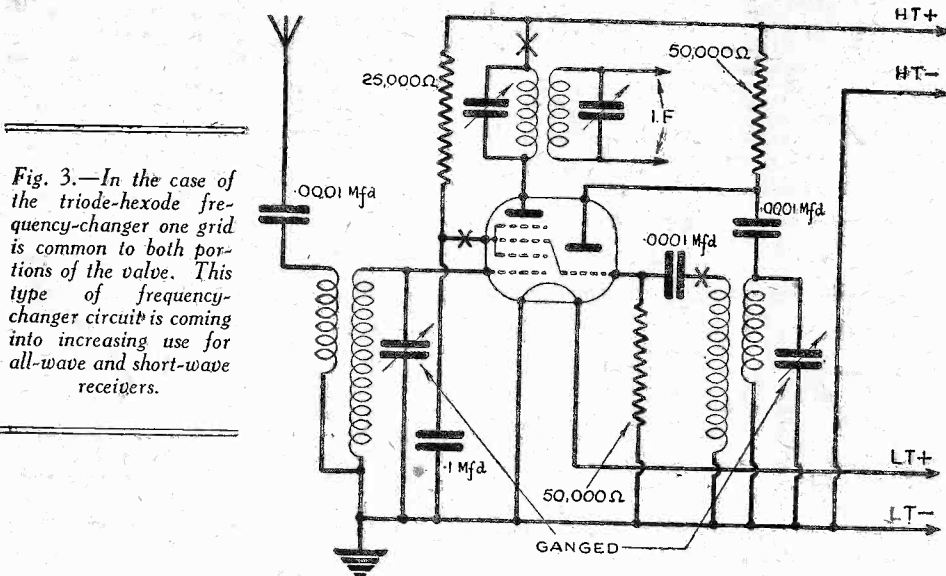 HT+
50,000Ω
HT-
25,000Ω
I.F
Fig. 3.—In the case of
the triode-hexode fre-
quency-changer one grid
is common to both por-
tions of the valve. This
type of frequency-
changer circuit is coming
into increasing use for
all-wave and short-wave
receivers.
.0001 Mfd
.0001 Mfd
.0001 Mfd
.1 Mfd
50,000Ω
LT+
LT-
GANGED